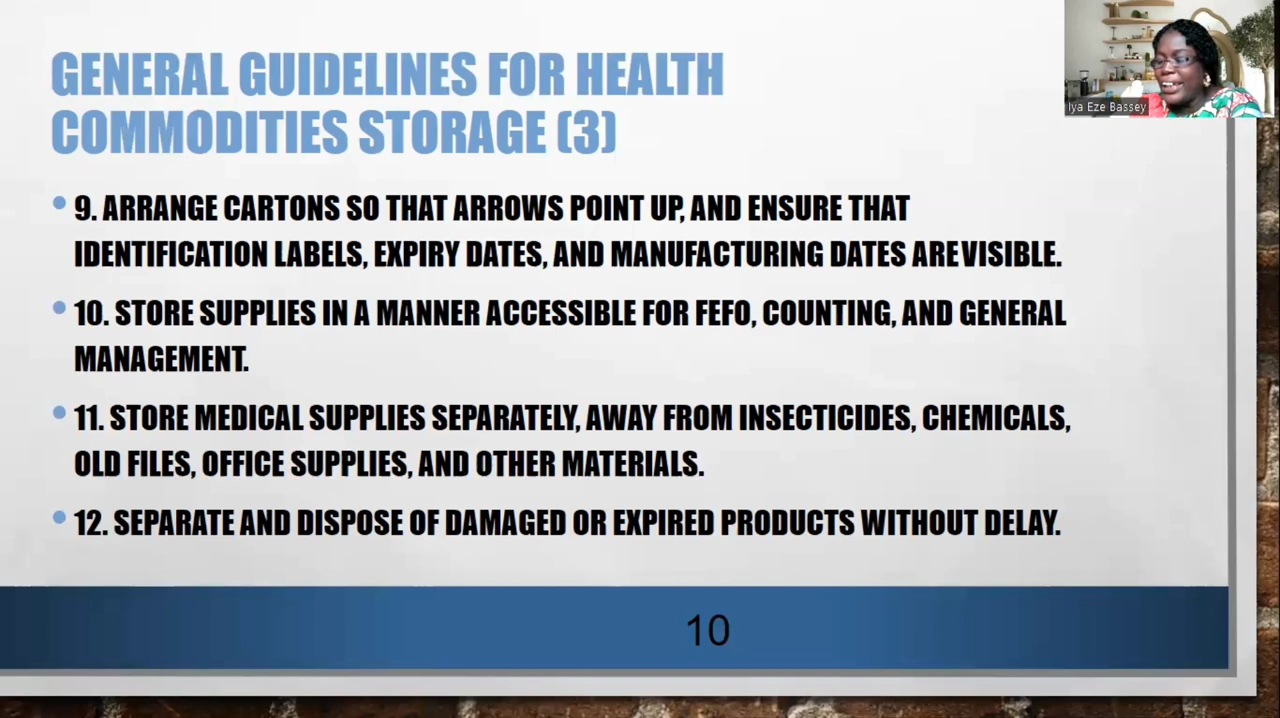 GENERAL GUIDELINES FOR HEALTH
COMMODITIES STORAGE (3)
Iya Eze Bassey
• 9. ARRANGE CARTONS SO THAT ARROWS POINT UP, AND ENSURE THAT
IDENTIFICATION LABELS, EXPIRY DATES, AND MANUFACTURING DATES ARE VISIBLE.
• 10. STORE SUPPLIES IN A MANNER ACCESSIBLE FOR FEFO, COUNTING, AND GENERAL
MANAGEMENT.
• 11. STORE MEDICAL SUPPLIES SEPARATELY, AWAY FROM INSECTICIDES, CHEMICALS,
OLD FILES, OFFICE SUPPLIES, AND OTHER MATERIALS.
• 12. SEPARATE AND DISPOSE OF DAMAGED OR EXPIRED PRODUCTS WITHOUT DELAY.
10